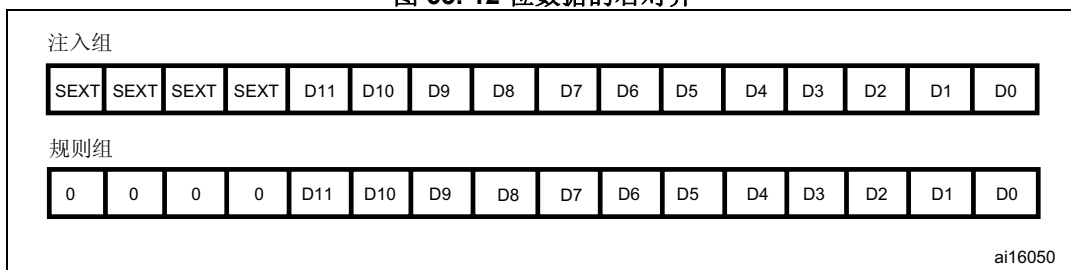 注入组
SEXT SEXT SEXT SEXT D11 D10 D9 D8 D7 D6 D5 D4 D3 D2 D1 D0
规则组
0 0 0 0 D11 D10 D9 D8 D7 D6 D5 D4 D3 D2 D1 D0
ai16050